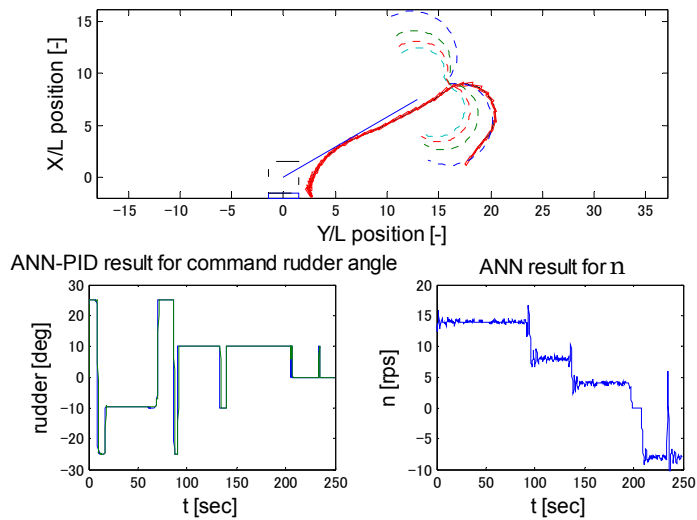 15
10
5
0
X/L position [-]
-15 -10 -5 0 5 10 15 20 25 30 35
Y/L position [-]
ANN-PID result for command rudder angle
30
20
10
0
-10
-20
-30
rudder [deg]
0 50 100 150 200 250
t [sec]
ANN result for n
20
15
10
5
0
-5
-10
n [rps]
0 50 100 150 200 250
t [sec]